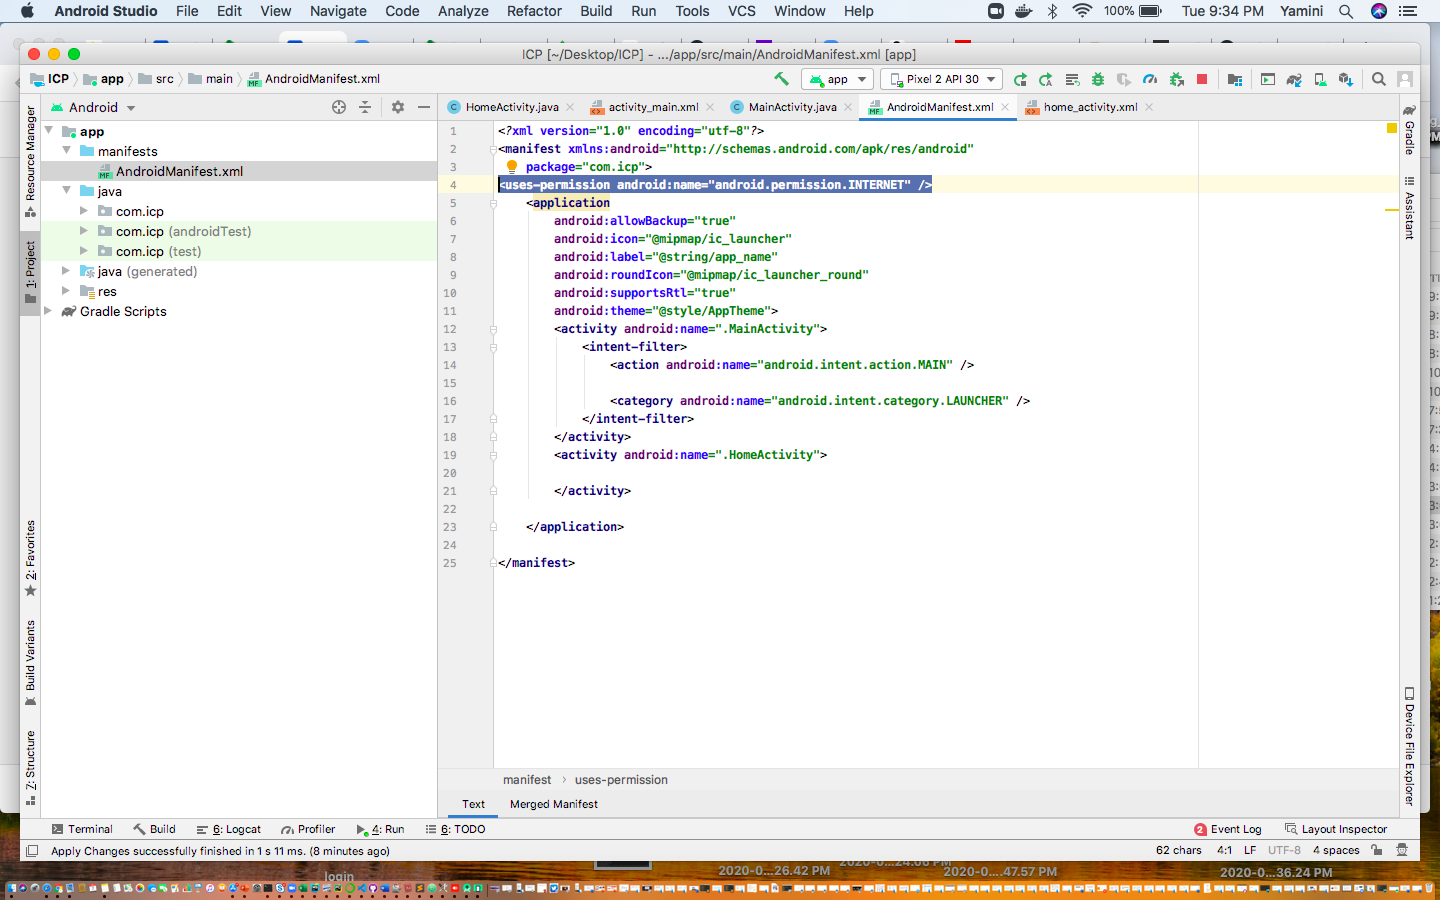 Android Studio File Edit View Navigate Code Analyze Refactor Build Run Tools VCS Window Help 100% Tue 9:34 PM Yamini
ICP [~/Desktop/ICP] - .../app/src/main/AndroidManifest.xml [app]
ICP app src main AndroidManifest.xml app Pixel 2 API 30
Android
HomeActivity.java activity_main.xml MainActivity.java AndroidManifest.xml home_activity.xml
app
manifests
AndroidManifest.xml
java
com.icp
com.icp (androidTest)
com.icp (test)
java (generated)
res
Gradle Scripts
Resource Manager
1: Project
2: Favorites
Build Variants
7: Structure
1 <?xml version="1.0" encoding="utf-8"?>
2 <manifest xmlns:android="http://schemas.android.com/apk/res/android"
3 package="com.icp">
4 <uses-permission android:name="android.permission.INTERNET" />
5 <application
6 android:allowBackup="true"
7 android:icon="@mipmap/ic_launcher"
8 android:label="@string/app_name"
9 android:roundIcon="@mipmap/ic_launcher_round"
10 android:supportsRtl="true"
11 android:theme="@style/AppTheme">
12 <activity android:name=".MainActivity">
13 <intent-filter>
14 <action android:name="android.intent.action.MAIN" />
15
16 <category android:name="android.intent.category.LAUNCHER" />
17 </intent-filter>
18 </activity>
19 <activity android:name=".HomeActivity">
20
21 </activity>
22
23 </application>
24
25 </manifest>
Gradle
Assistant
Device File Explorer
manifest › uses-permission
Text Merged Manifest
Terminal Build 6: Logcat Profiler 4: Run 6: TODO 2 Event Log Layout Inspector
Apply Changes successfully finished in 1 s 11 ms. (8 minutes ago) 62 chars 4:1 LF UTF-8 4 spaces
login 2020-0...26.42 PM 2020-0...47.57 PM 2020-0...36.24 PM